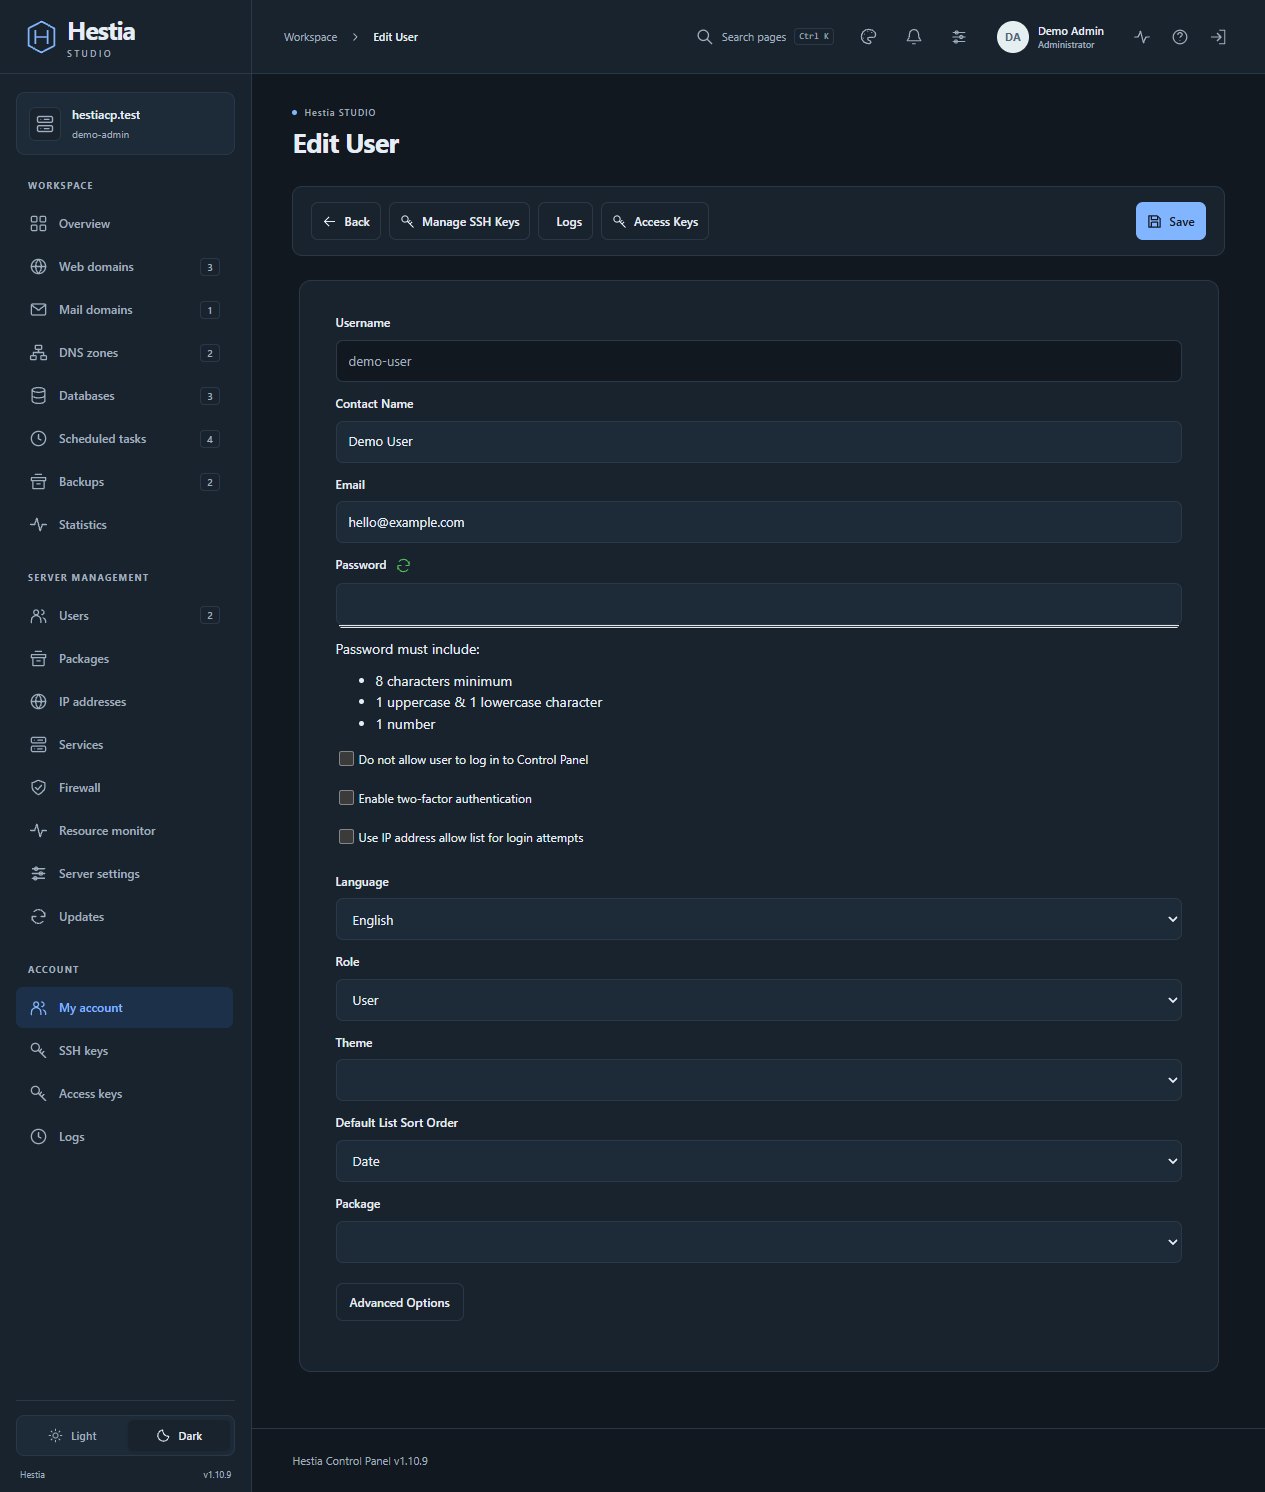 Hestia
STUDIO
Workspace > Edit User
Search pages Ctrl K
DA
Demo Admin
Administrator
hestiacp.test
demo-admin
WORKSPACE
Overview
Web domains 3
Mail domains 1
DNS zones 2
Databases 3
Scheduled tasks 4
Backups 2
Statistics
SERVER MANAGEMENT
Users 2
Packages
IP addresses
Services
Firewall
Resource monitor
Server settings
Updates
ACCOUNT
My account
SSH keys
Access keys
Logs
Light Dark
Hestia v1.10.9
Hestia STUDIO
Edit User
Back Manage SSH Keys Logs Access Keys Save
Username
demo-user
Contact Name
Demo User
Email
hello@example.com
Password
Password must include:
• 8 characters minimum
• 1 uppercase & 1 lowercase character
• 1 number
Do not allow user to log in to Control Panel
Enable two-factor authentication
Use IP address allow list for login attempts
Language
English
Role
User
Theme
Default List Sort Order
Date
Package
Advanced Options
Hestia Control Panel v1.10.9